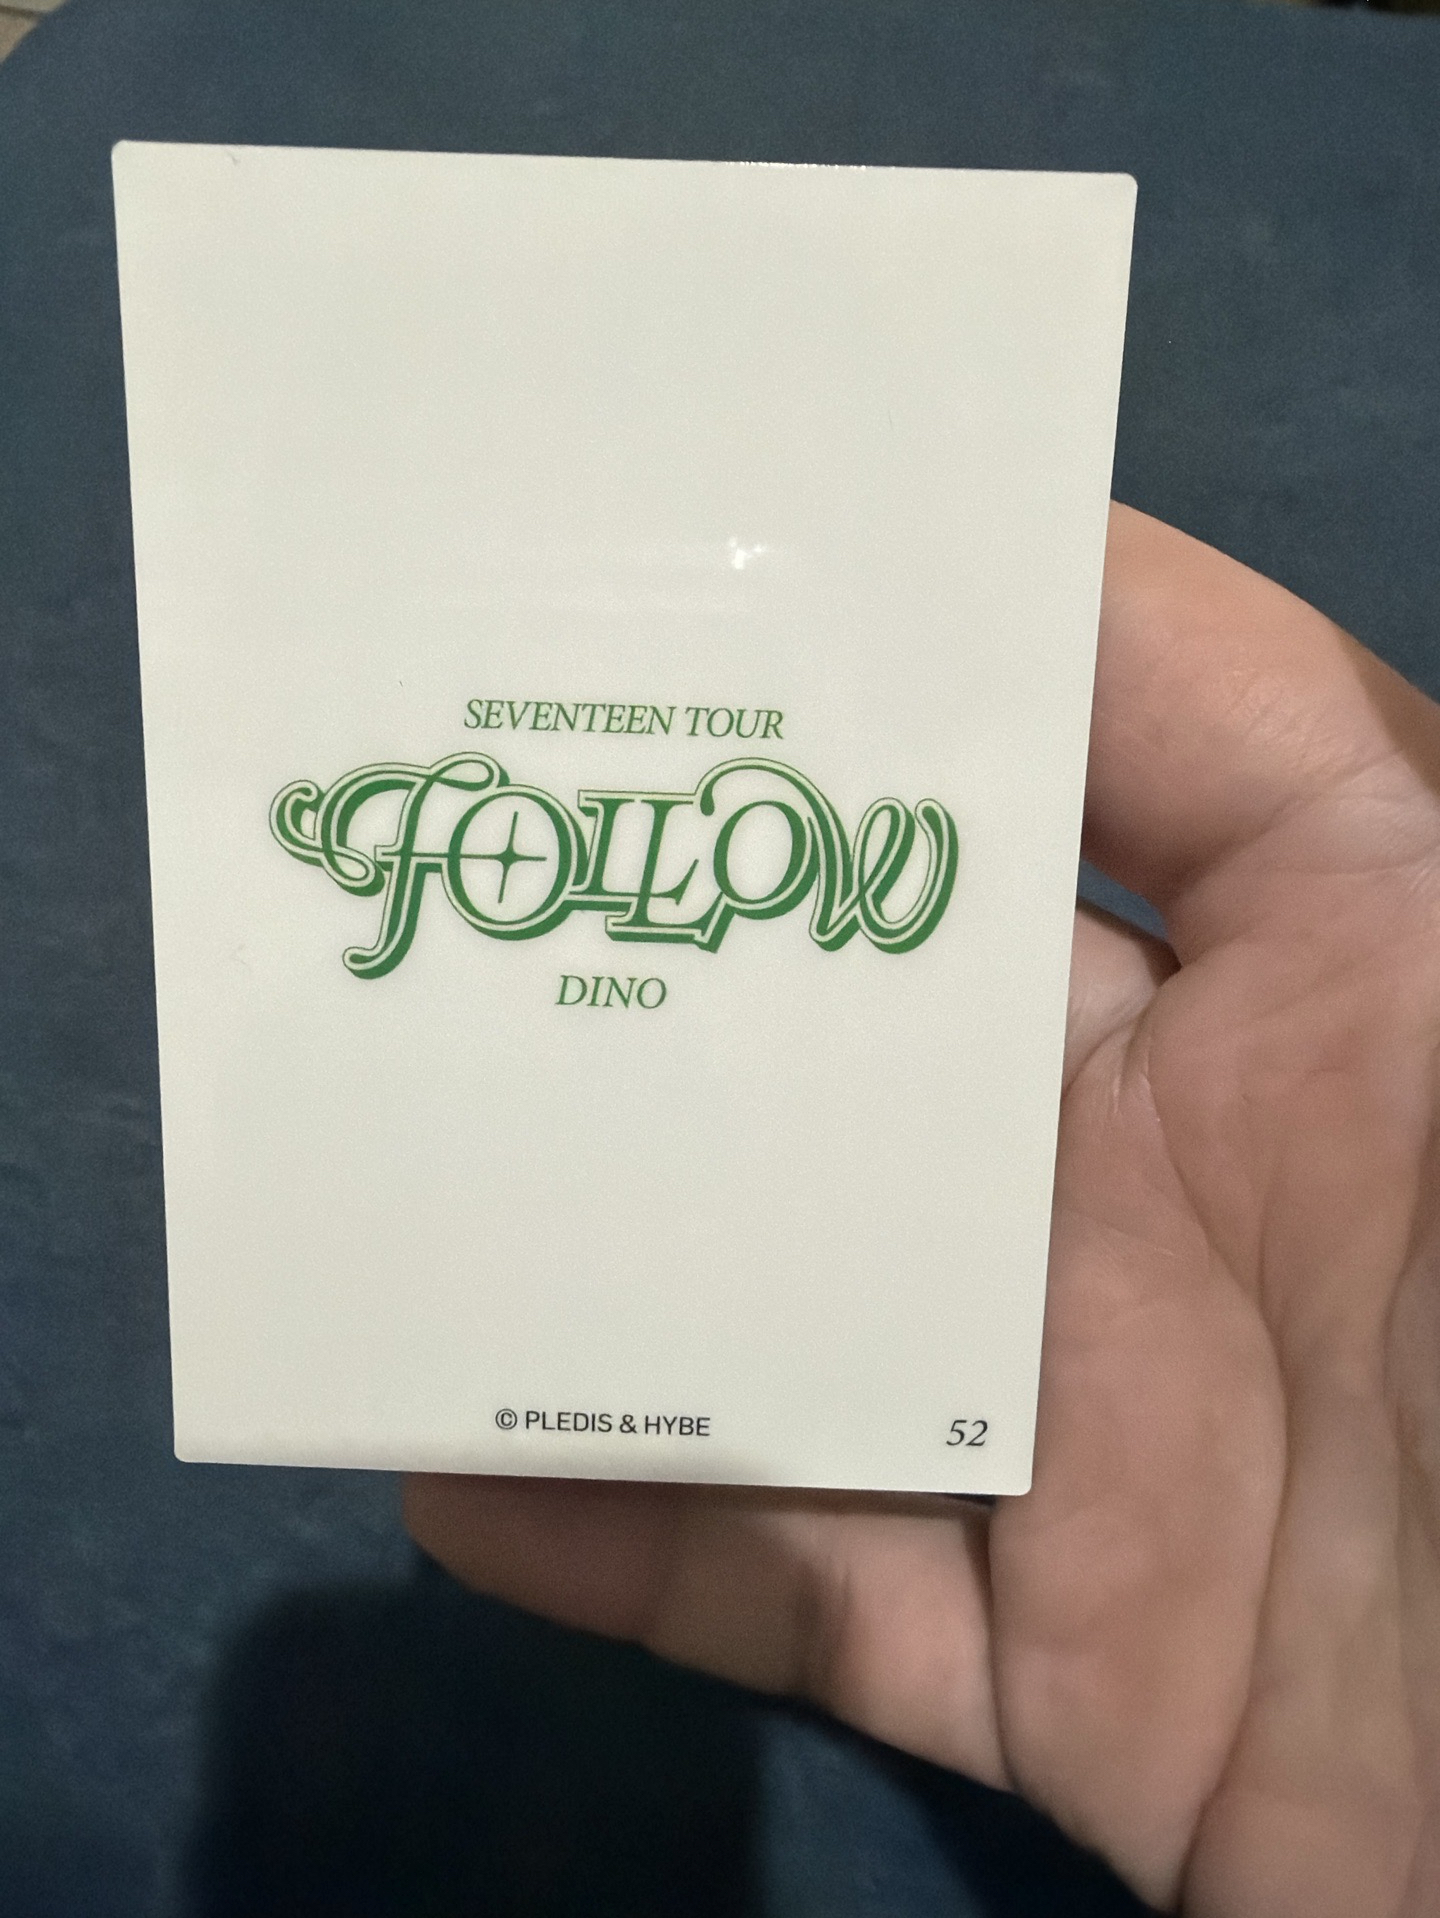 SEVENTEEN TOUR
FOLLOW
DINO
© PLEDIS & HYBE
52